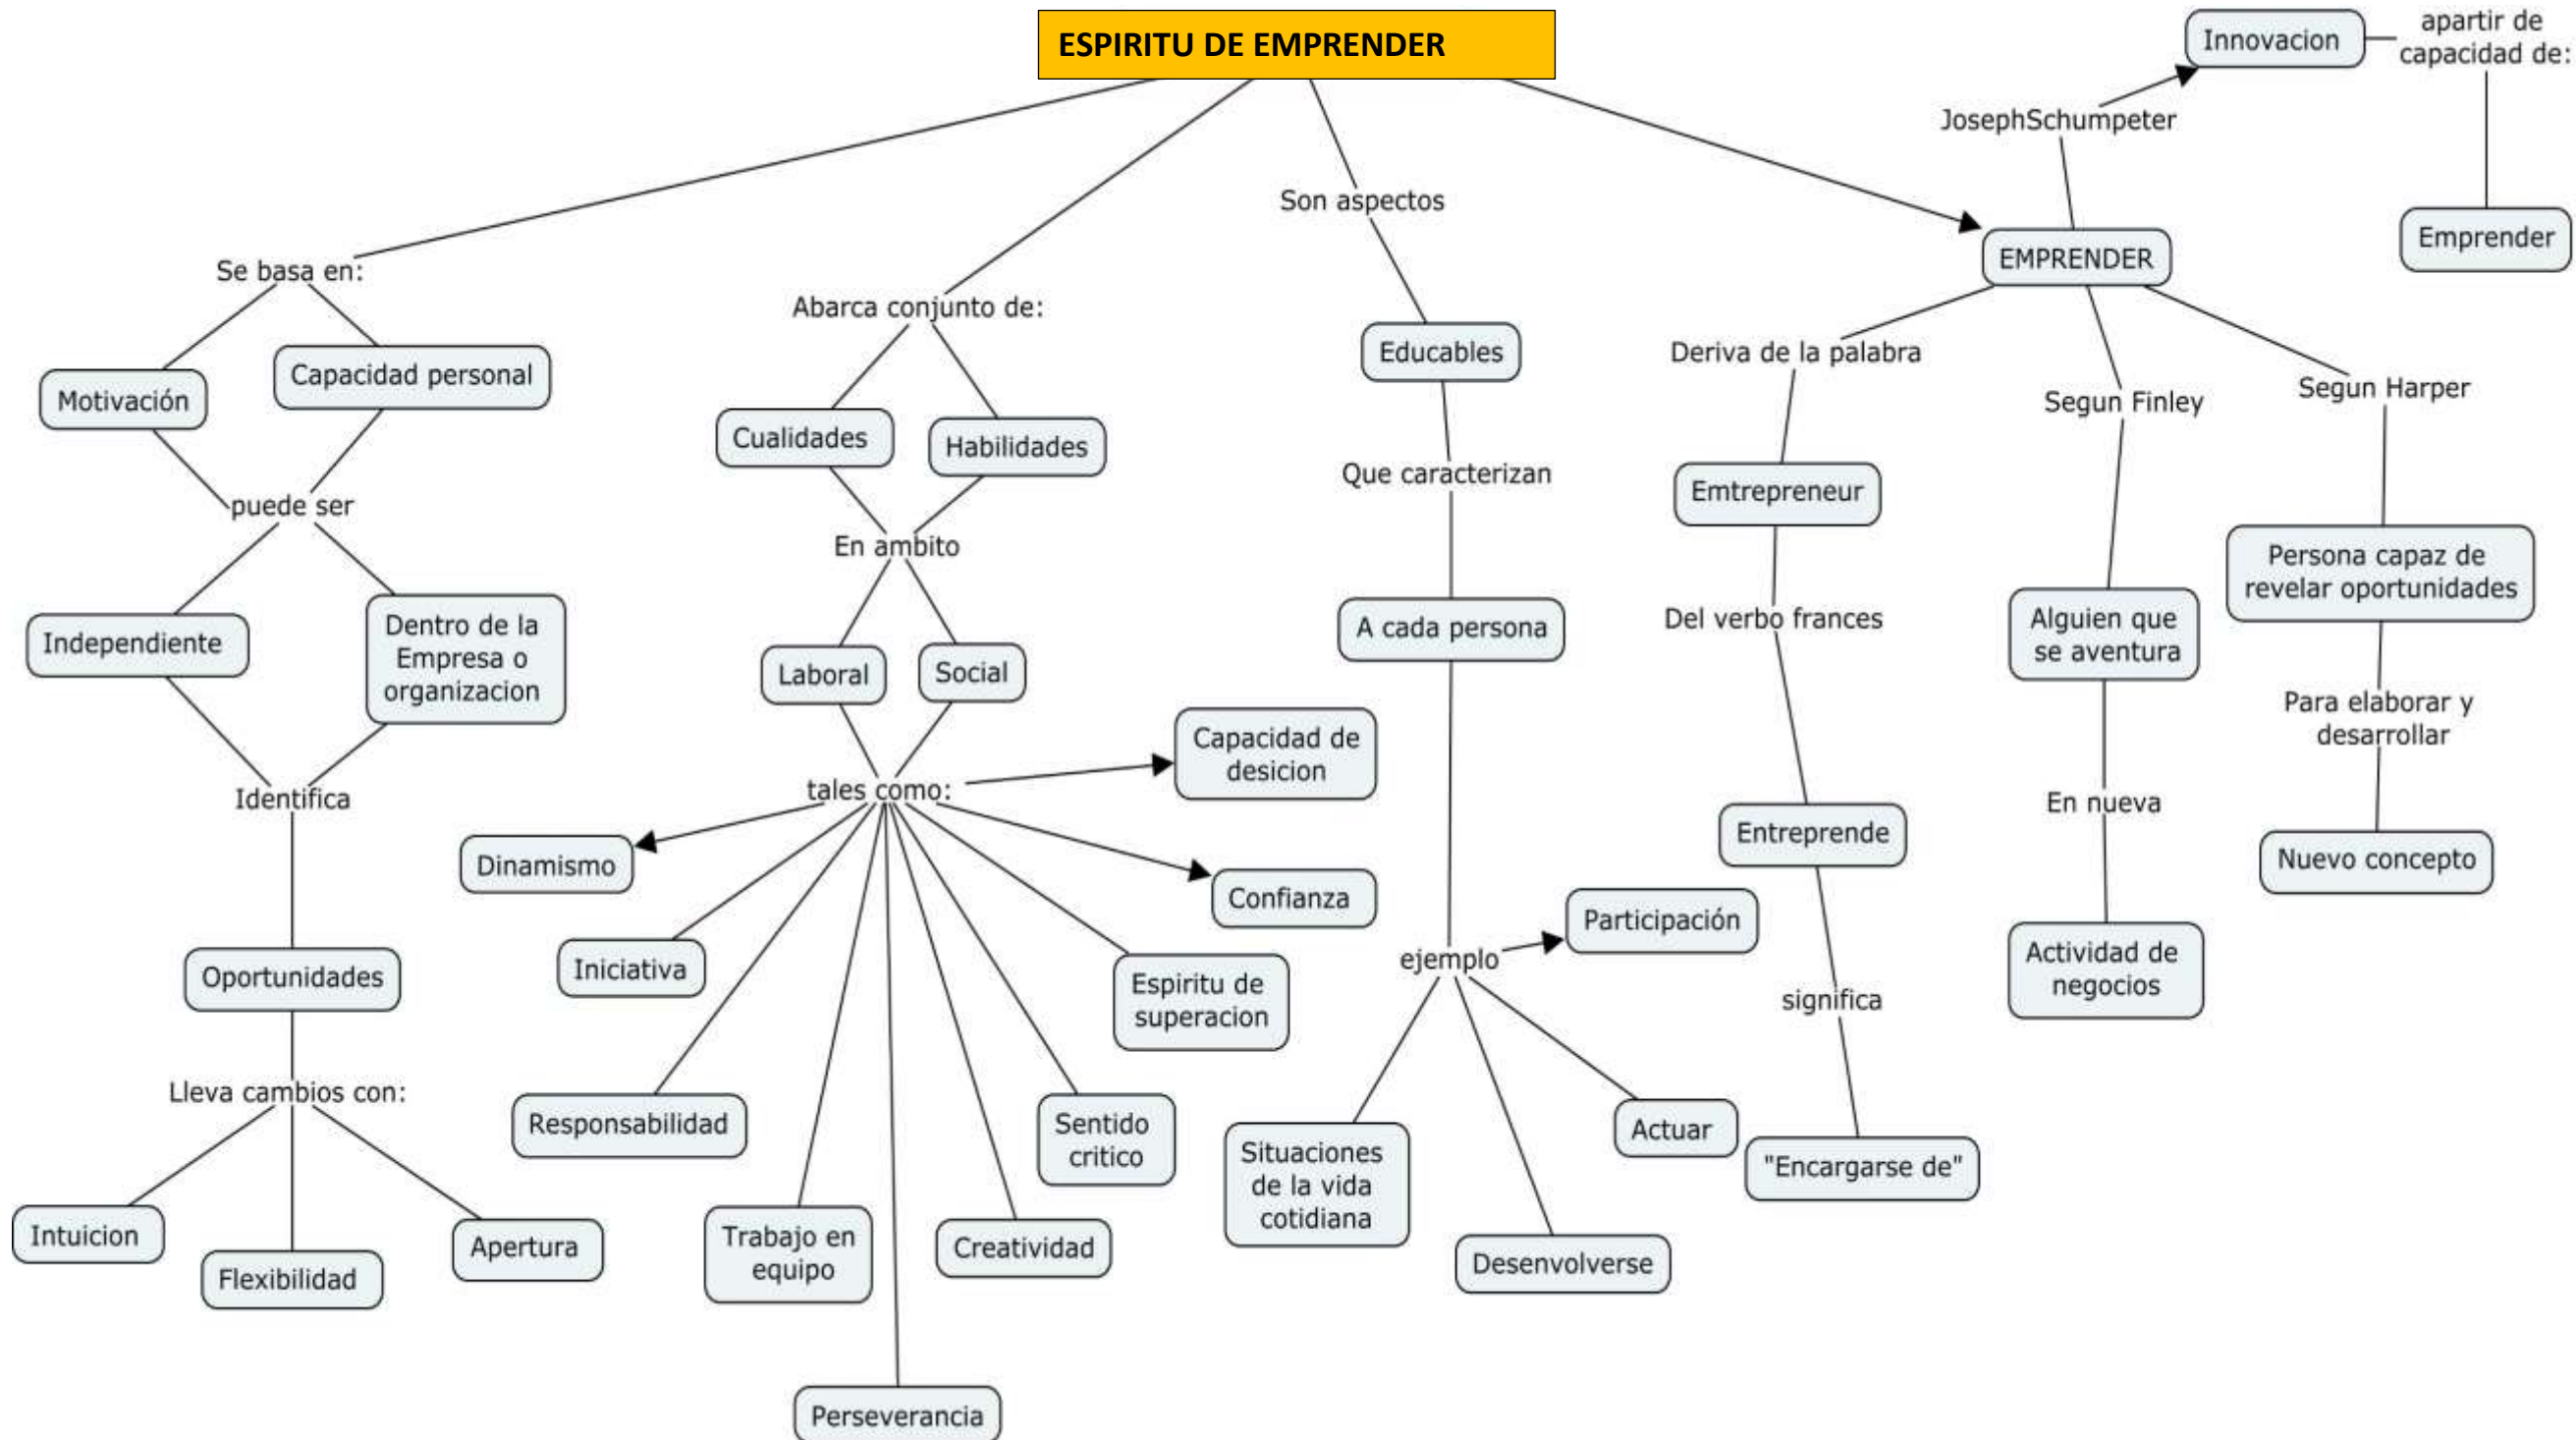 ESPIRITU DE EMPRENDER
Innovacion
apartir de
capacidad de:
JosephSchumpeter
Emprender
EMPRENDER
Son aspectos
Se basa en:
Abarca conjunto de:
Motivación
Capacidad personal
Cualidades
Habilidades
Educables
Deriva de la palabra
Segun Finley
Segun Harper
puede ser
En ambito
Que caracterizan
Emtrepreneur
Persona capaz de
revelar oportunidades
Independiente
Dentro de la
Empresa o
organizacion
Laboral
Social
A cada persona
Del verbo frances
Alguien que
se aventura
Para elaborar y
desarrollar
Identifica
tales como:
Capacidad de
desicion
En nueva
Entreprende
Nuevo concepto
Dinamismo
Confianza
Participación
Oportunidades
Iniciativa
Espiritu de
superacion
ejemplo
significa
Actividad de
negocios
Lleva cambios con:
Responsabilidad
Sentido
critico
Situaciones
de la vida
cotidiana
Actuar
"Encargarse de"
Intuicion
Flexibilidad
Apertura
Trabajo en
equipo
Creatividad
Desenvolverse
Perseverancia